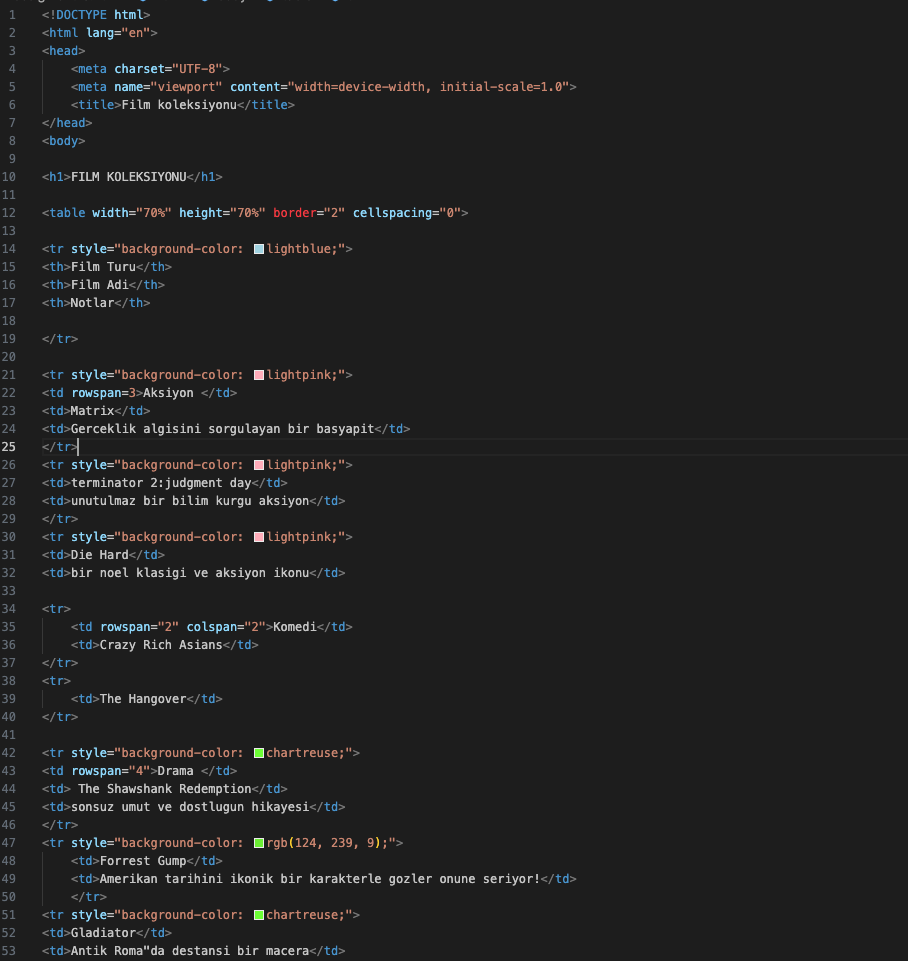 1 <!DOCTYPE html>
2 <html lang="en">
3 <head>
4 <meta charset="UTF-8">
5 <meta name="viewport" content="width=device-width, initial-scale=1.0">
6 <title>Film koleksiyonu</title>
7 </head>
8 <body>
9
10 <h1>FILM KOLEKSIYONU</h1>
11
12 <table width="70%" height="70%" border="2" cellspacing="0">
13
14 <tr style="background-color: lightblue;">
15 <th>Film Turu</th>
16 <th>Film Adi</th>
17 <th>Notlar</th>
18
19 </tr>
20
21 <tr style="background-color: lightpink;">
22 <td rowspan=3>Aksiyon </td>
23 <td>Matrix</td>
24 <td>Gerceklik algisini sorgulayan bir basyapit</td>
25 </tr>
26 <tr style="background-color: lightpink;">
27 <td>terminator 2:judgment day</td>
28 <td>unutulmaz bir bilim kurgu aksiyon</td>
29 </tr>
30 <tr style="background-color: lightpink;">
31 <td>Die Hard</td>
32 <td>bir noel klasigi ve aksiyon ikonu</td>
33
34 <tr>
35 <td rowspan="2" colspan="2">Komedi</td>
36 <td>Crazy Rich Asians</td>
37 </tr>
38 <tr>
39 <td>The Hangover</td>
40 </tr>
41
42 <tr style="background-color: chartreuse;">
43 <td rowspan="4">Drama </td>
44 <td> The Shawshank Redemption</td>
45 <td>sonsuz umut ve dostlugun hikayesi</td>
46 </tr>
47 <tr style="background-color: rgb(124, 239, 9);">
48 <td>Forrest Gump</td>
49 <td>Amerikan tarihini ikonik bir karakterle gozler onune seriyor!</td>
50 </tr>
51 <tr style="background-color: chartreuse;">
52 <td>Gladiator</td>
53 <td>Antik Roma"da destansi bir macera</td>